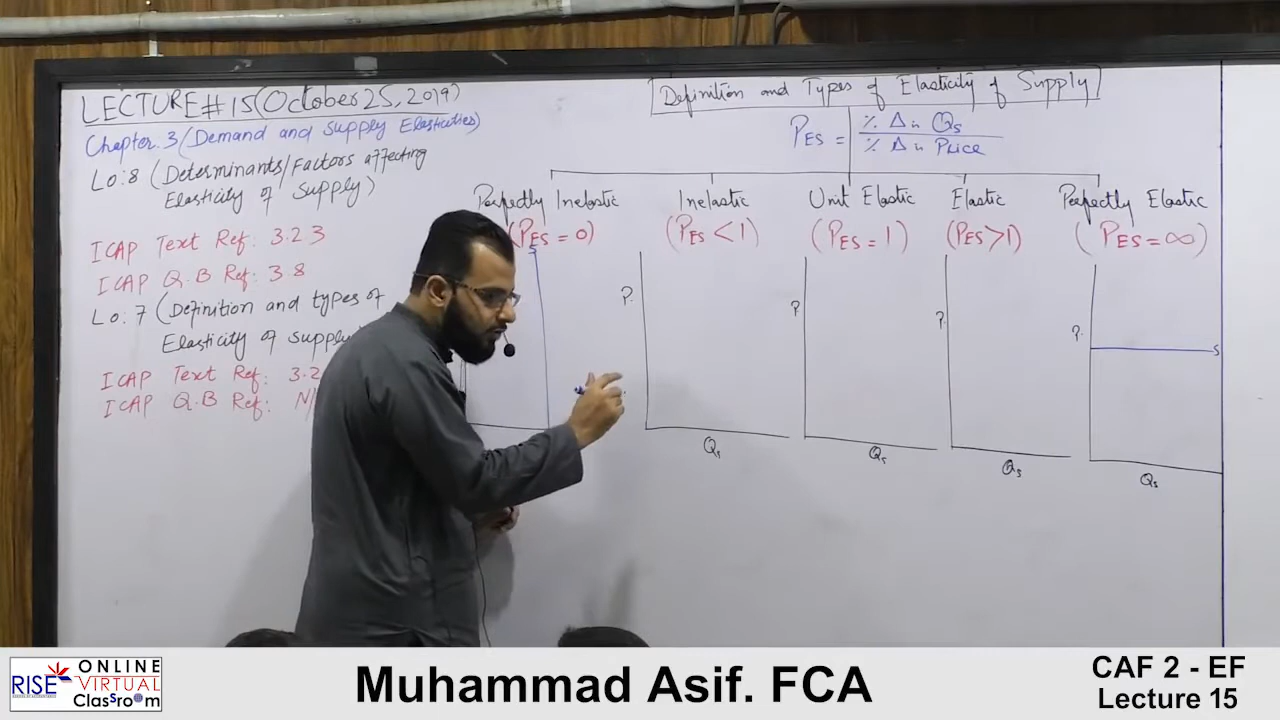 LECTURE #15 (October 25, 2019)
Chapter.3 (Demand and Supply Elasticities)
Lo:8 (Determinants/Factors affecting
Elasticity of Supply)
ICAP Text Ref: 3.2.3
ICAP Q.B Ref: 3.8
Lo:7 (Definition and types of
Elasticity of supply
ICAP Text Ref: 3.2
ICAP Q.B Ref: N/
Definition and Types of Elasticity of Supply
PES = % Δ in Qs
% Δ in Price
Perfectly Inelastic
(PES = 0)
S
Inelastic
(PES < 1)
P.
Qs
Unit Elastic
(PES = 1)
P.
Qs
Elastic
(PES > 1)
P.
Qs
Perfectly Elastic
(PES = ∞)
P.
S
Qs
RISE
ONLINE
VIRTUAL
Classroom
Muhammad Asif. FCA
CAF 2 - EF
Lecture 15